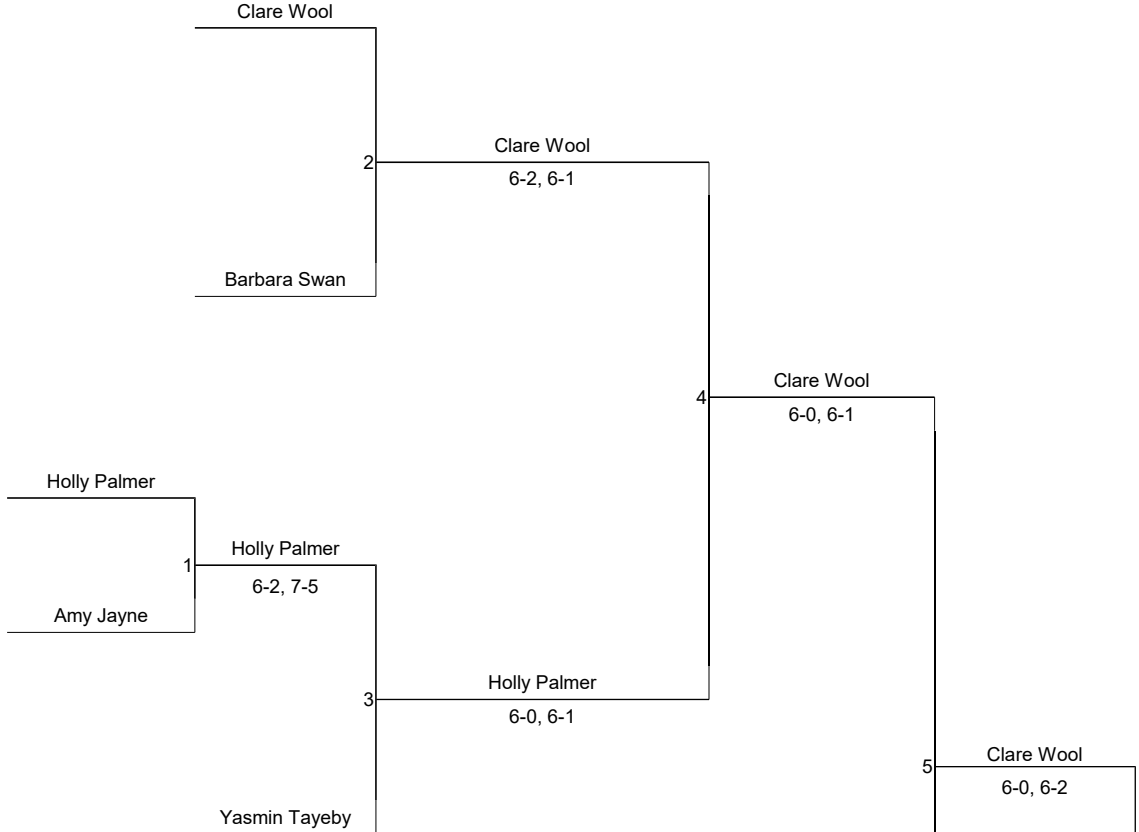 Clare Wool
2
Clare Wool
6-2, 6-1
Barbara Swan
4
Clare Wool
6-0, 6-1
Holly Palmer
1
Holly Palmer
6-2, 7-5
Amy Jayne
3
Holly Palmer
6-0, 6-1
5
Clare Wool
6-0, 6-2
Yasmin Tayeby